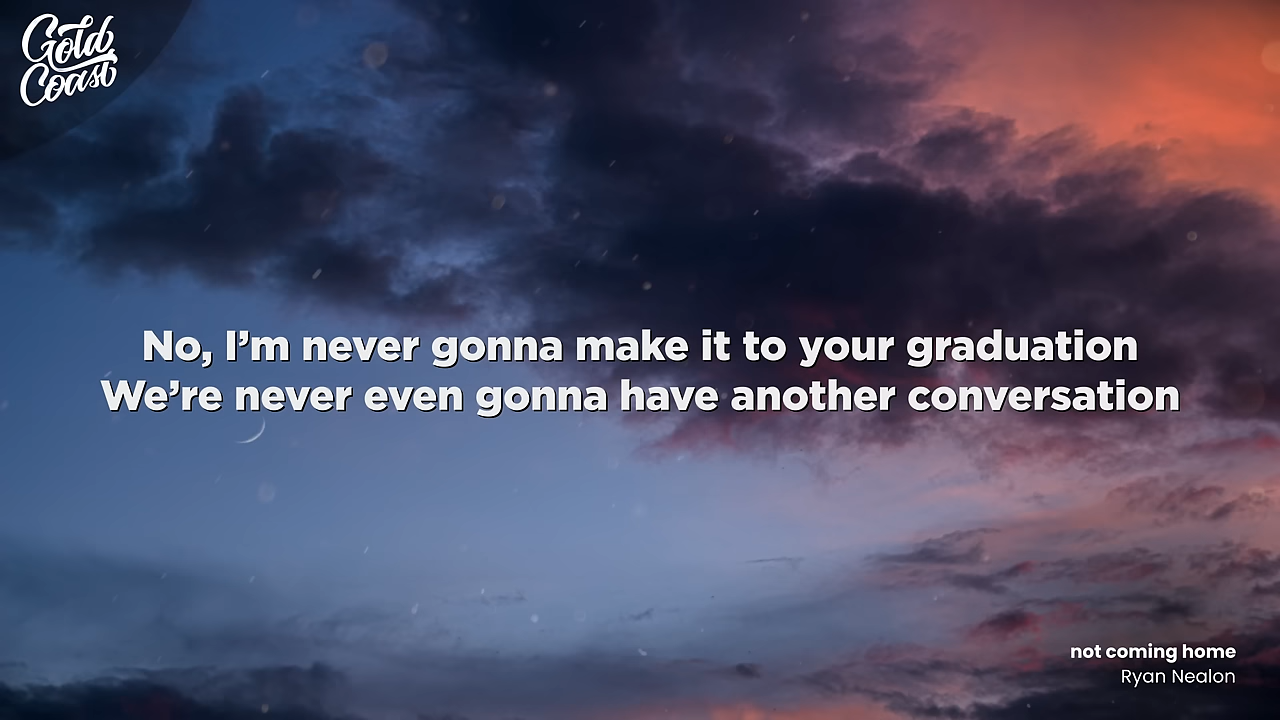 Gold
Coast
No, I’m never gonna make it to your graduation
We’re never even gonna have another conversation
not coming home
Ryan Nealon